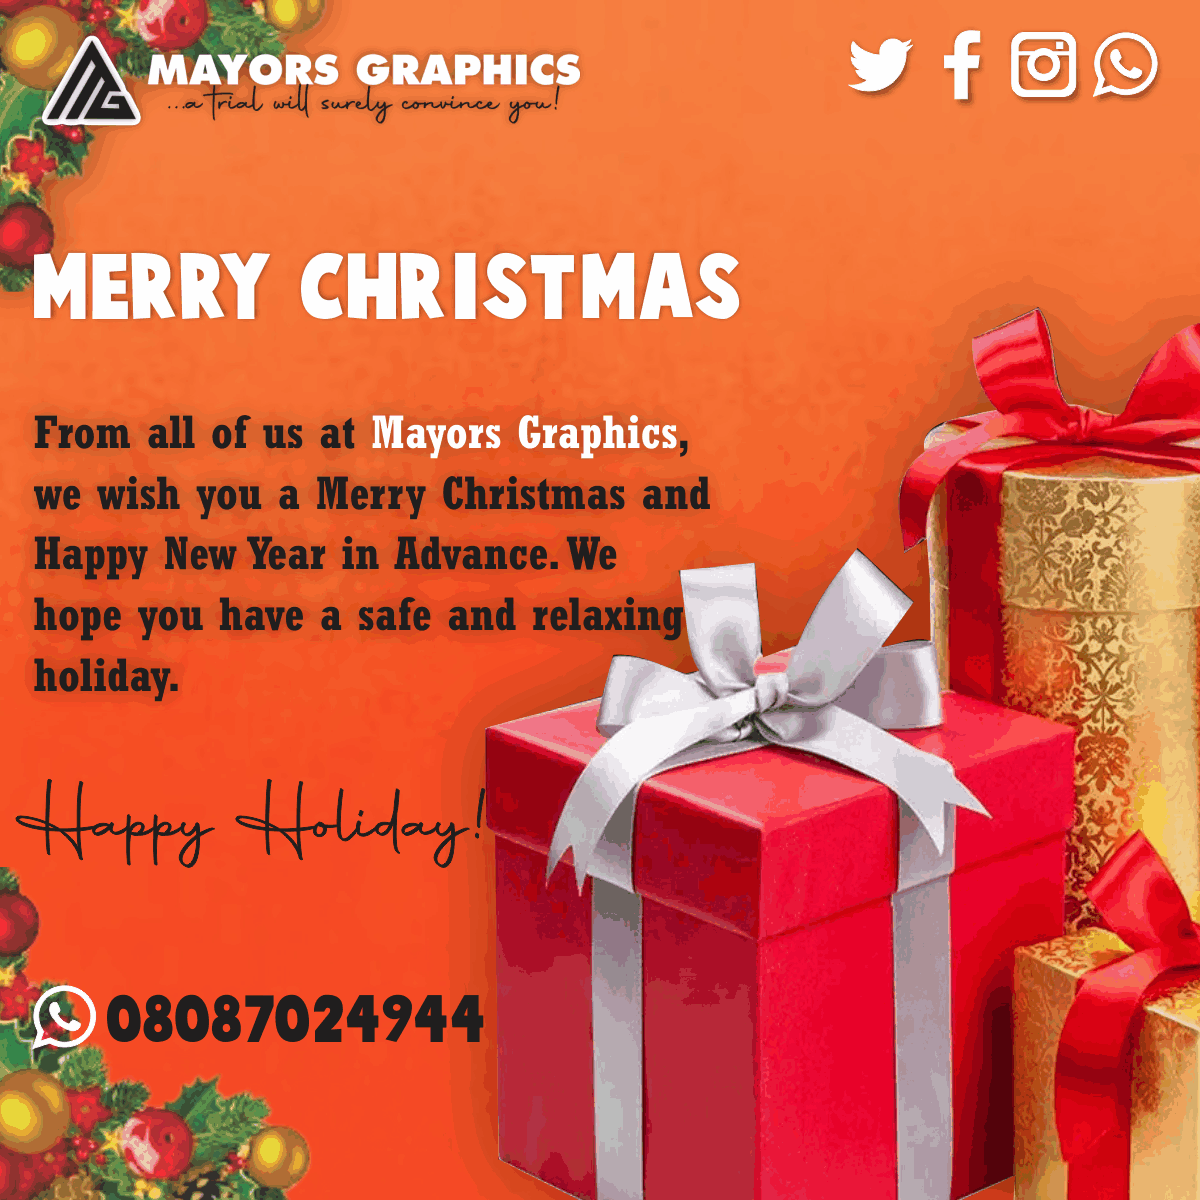 MAYORS GRAPHICS
...a trial will surely convince you!
MERRY CHRISTMAS
From all of us at Mayors Graphics,
we wish you a Merry Christmas and
Happy New Year in Advance. We
hope you have a safe and relaxing
holiday.
Happy Holiday!
08087024944